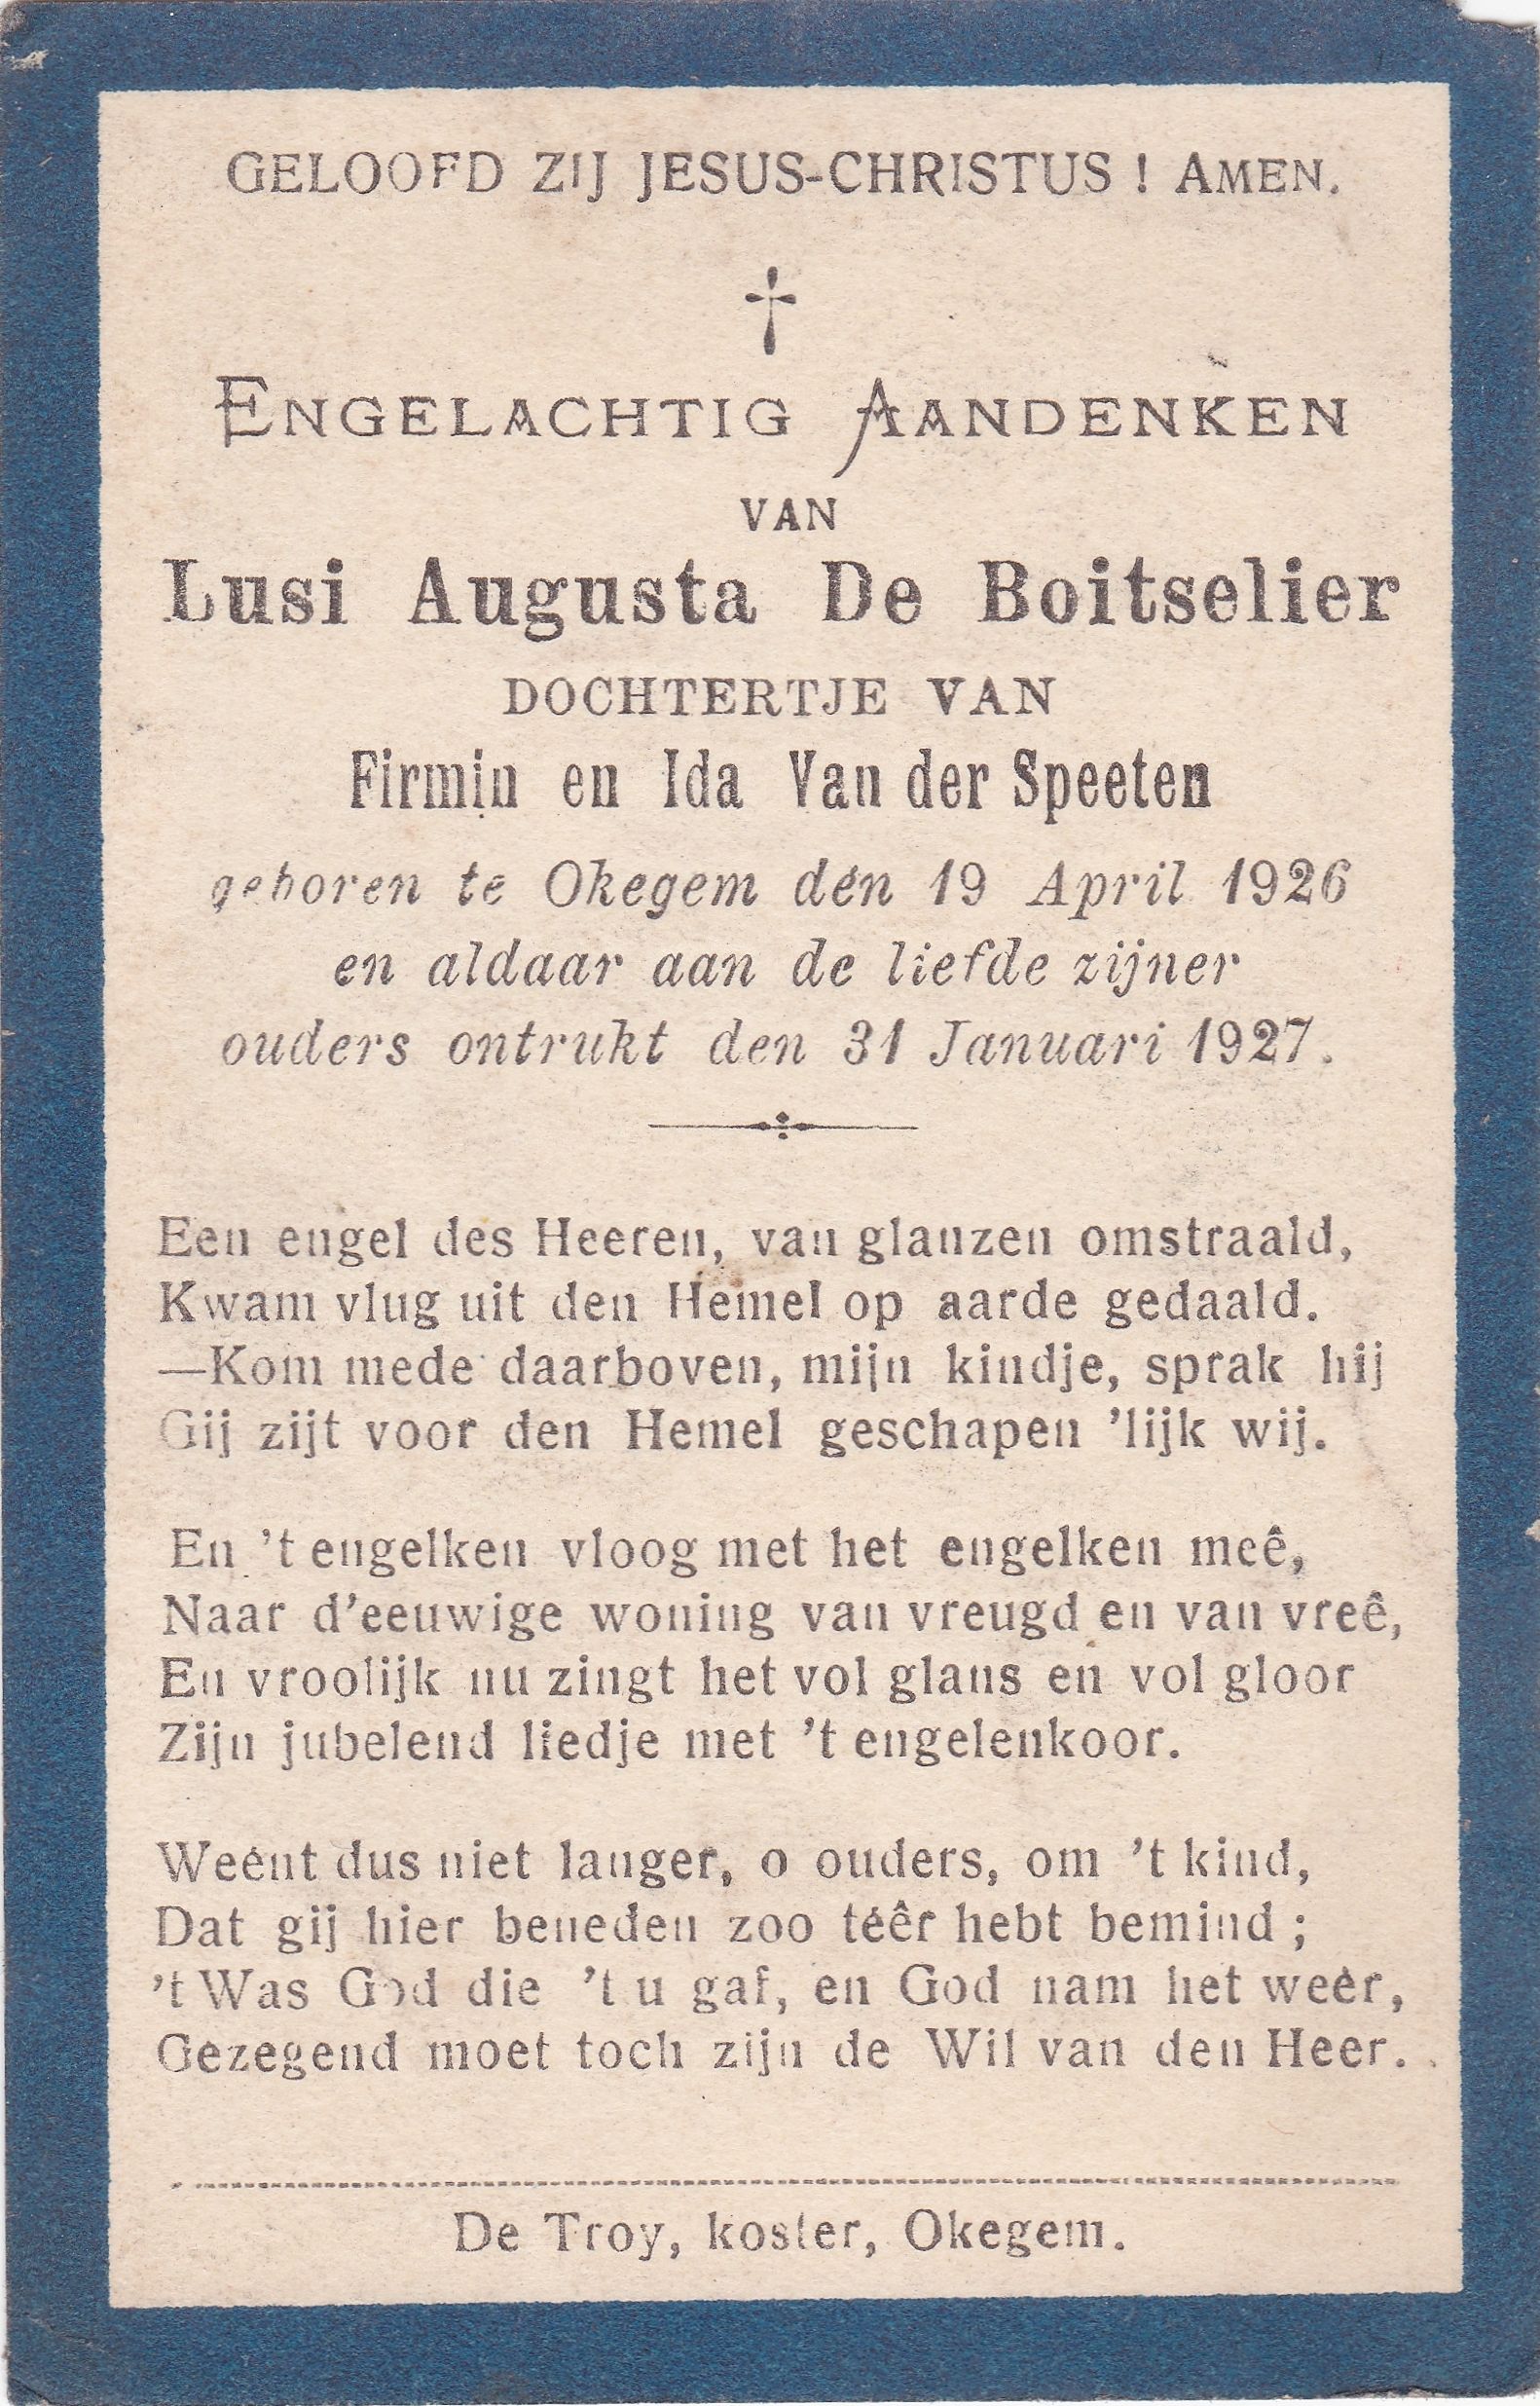 GELOOFD ZIJ JESUS-CHRISTUS ! AMEN.
ENGELACHTIG AANDENKEN
VAN
Lusi Augusta De Boitselier
DOCHTERTJE VAN
Firmin en Ida Van der Speeten
geboren te Okegem den 19 April 1926
en aldaar aan de liefde zijner
ouders ontrukt den 31 Januari 1927.
Een engel des Heeren, van glanzen omstraald,
Kwam vlug uit den Hemel op aarde gedaald.
—Kom mede daarboven, mijn kindje, sprak hij
Gij zijt voor den Hemel geschapen 'lijk wij.
En 't engelken vloog met het engelken meê,
Naar d'eeuwige woning van vreugd en van vreê,
En vroolijk nu zingt het vol glans en vol gloor
Zijn jubelend liedje met 't engelenkoor.
Weént dus niet langer, o ouders, om 't kind,
Dat gij hier beneden zoo téêr hebt bemind ;
't Was God die 't u gaf, en God nam het weér,
Gezegend moet toch zijn de Wil van den Heer.
De Troy, koster, Okegem.